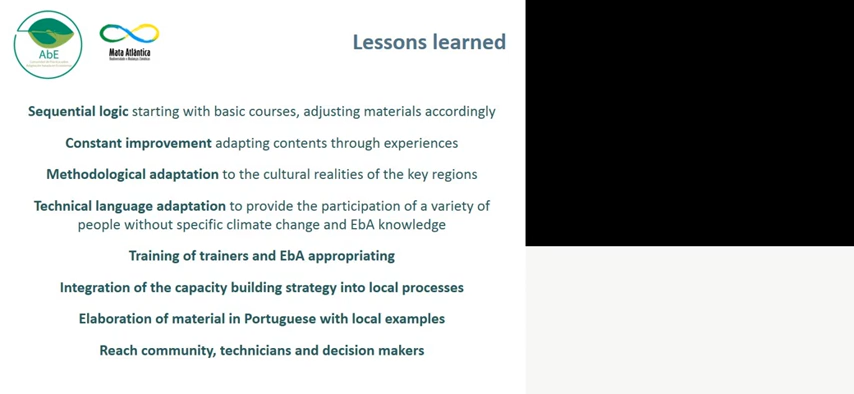 AbE
Mata Atlântica
Lessons learned
Sequential logic starting with basic courses, adjusting materials accordingly
Constant improvement adapting contents through experiences
Methodological adaptation to the cultural realities of the key regions
Technical language adaptation to provide the participation of a variety of
people without specific climate change and EbA knowledge
Training of trainers and EbA appropriating
Integration of the capacity building strategy into local processes
Elaboration of material in Portuguese with local examples
Reach community, technicians and decision makers